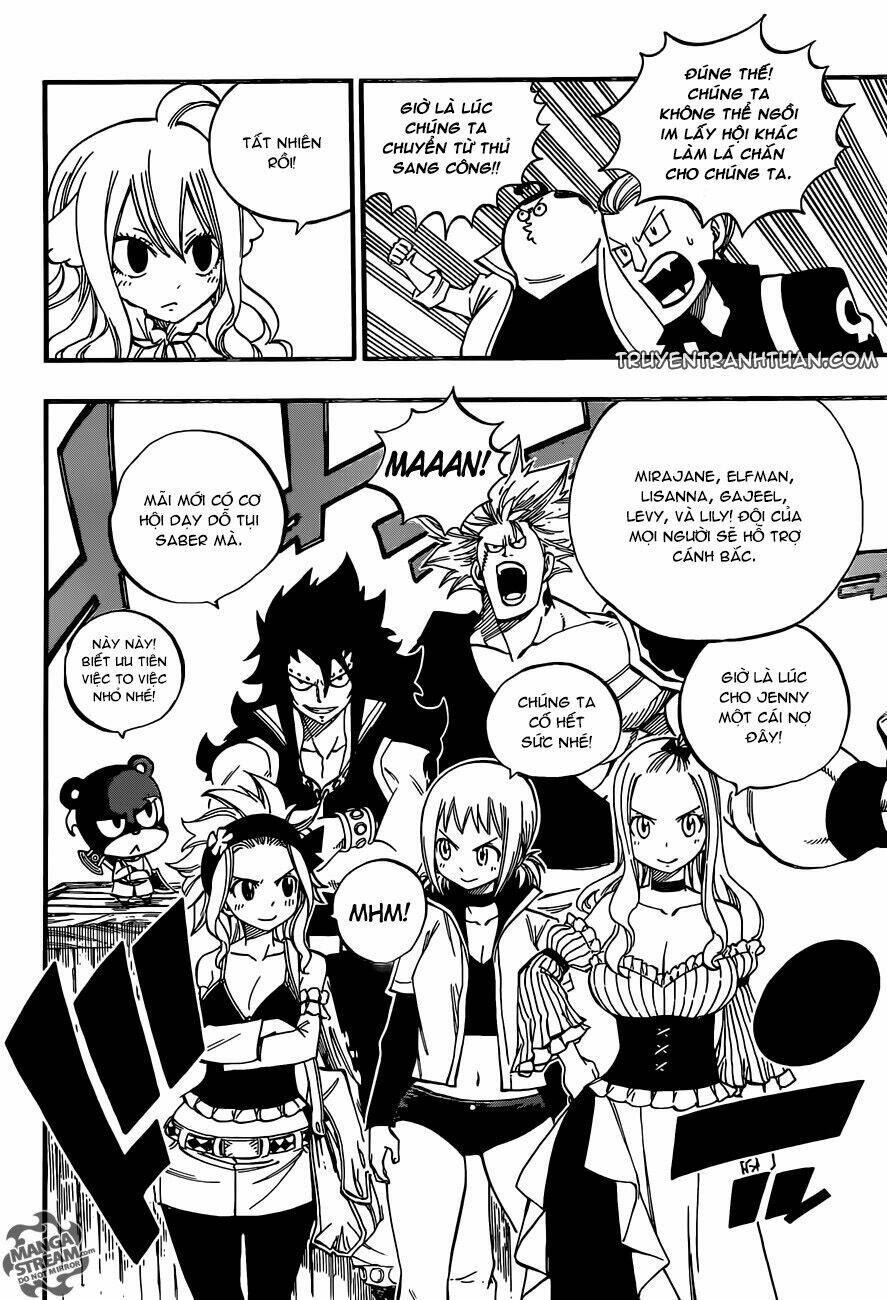 TẤT NHIÊN
RỒI!
GIỜ LÀ LÚC
CHÚNG TA
CHUYỂN TỪ THỦ
SANG CÔNG!!
ĐÚNG THẾ!
CHÚNG TA
KHÔNG THỂ NGỒI
IM LẤY HỘI KHÁC
LÀM LÁ CHẮN
CHO CHÚNG TA.
TRUYENTRANHTUAN.COM
MÃI MỚI CÓ CƠ
HỘI DẠY DỖ TỤI
SABER MÀ.
MAAAN!
MIRAJANE, ELFMAN,
LISANNA, GAJEEL,
LEVY, VÀ LILY! ĐỘI CỦA
MỌI NGƯỜI SẼ HỖ TRỢ
CÁNH BẮC.
NÀY NÀY!
BIẾT ƯU TIÊN
VIỆC TO VIỆC
NHỎ NHÉ!
CHÚNG TA
CỐ HẾT
SỨC NHÉ!
GIỜ LÀ LÚC
CHO JENNY
MỘT CÁI NỢ
ĐÂY!
MHM!
MANGA
STREAM.com
DO NOT MIRROR!